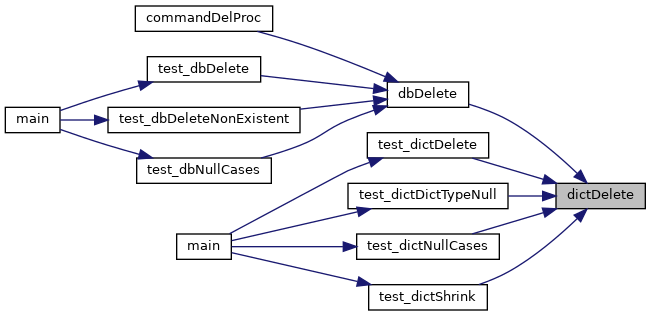 commandDelProc
test_dbDelete
dbDelete
main
test_dbDeleteNonExistent
test_dictDelete
test_dbNullCases
test_dictDictTypeNull
dictDelete
main
test_dictNullCases
test_dictShrink